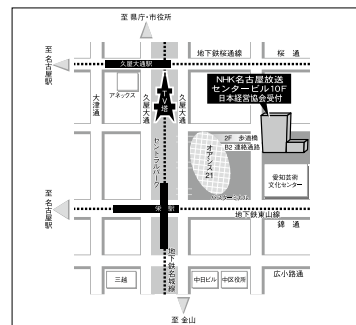 至 県庁・市役所
地下鉄桜通線
桜通
久屋大通駅
至 名古屋駅
大津通
アネックス
久屋大通
TV塔
久屋大通
NHK名古屋放送
センタービル10F
日本経営協会受付
セントラルパーク
2F 歩道橋
B2 連絡通路
オアシス21
愛知芸術
文化センター
至 名古屋駅
栄駅
地下鉄東山線
錦通
地下鉄名城線
三越
中日ビル
中区役所
広小路通
至 金山